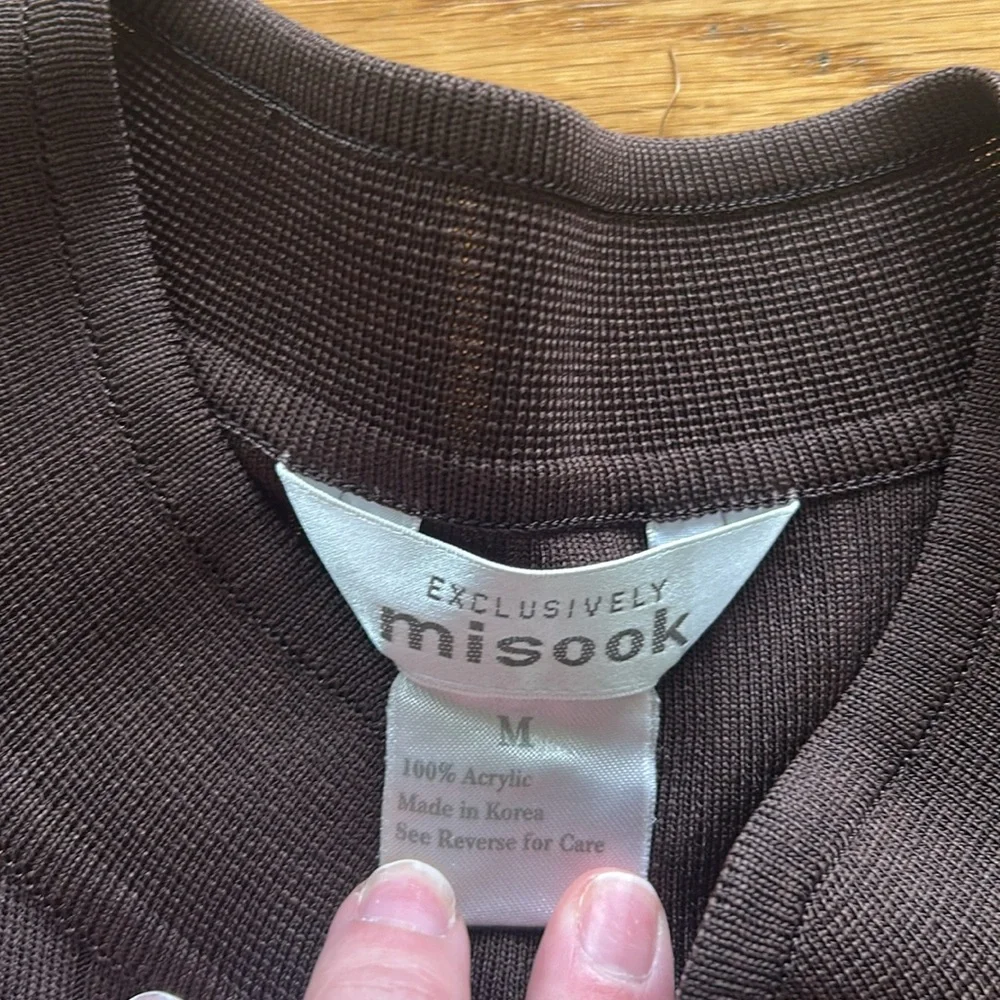 EXCLUSIVELY
misook
M
100% Acrylic
Made in Korea
See Reverse for Care